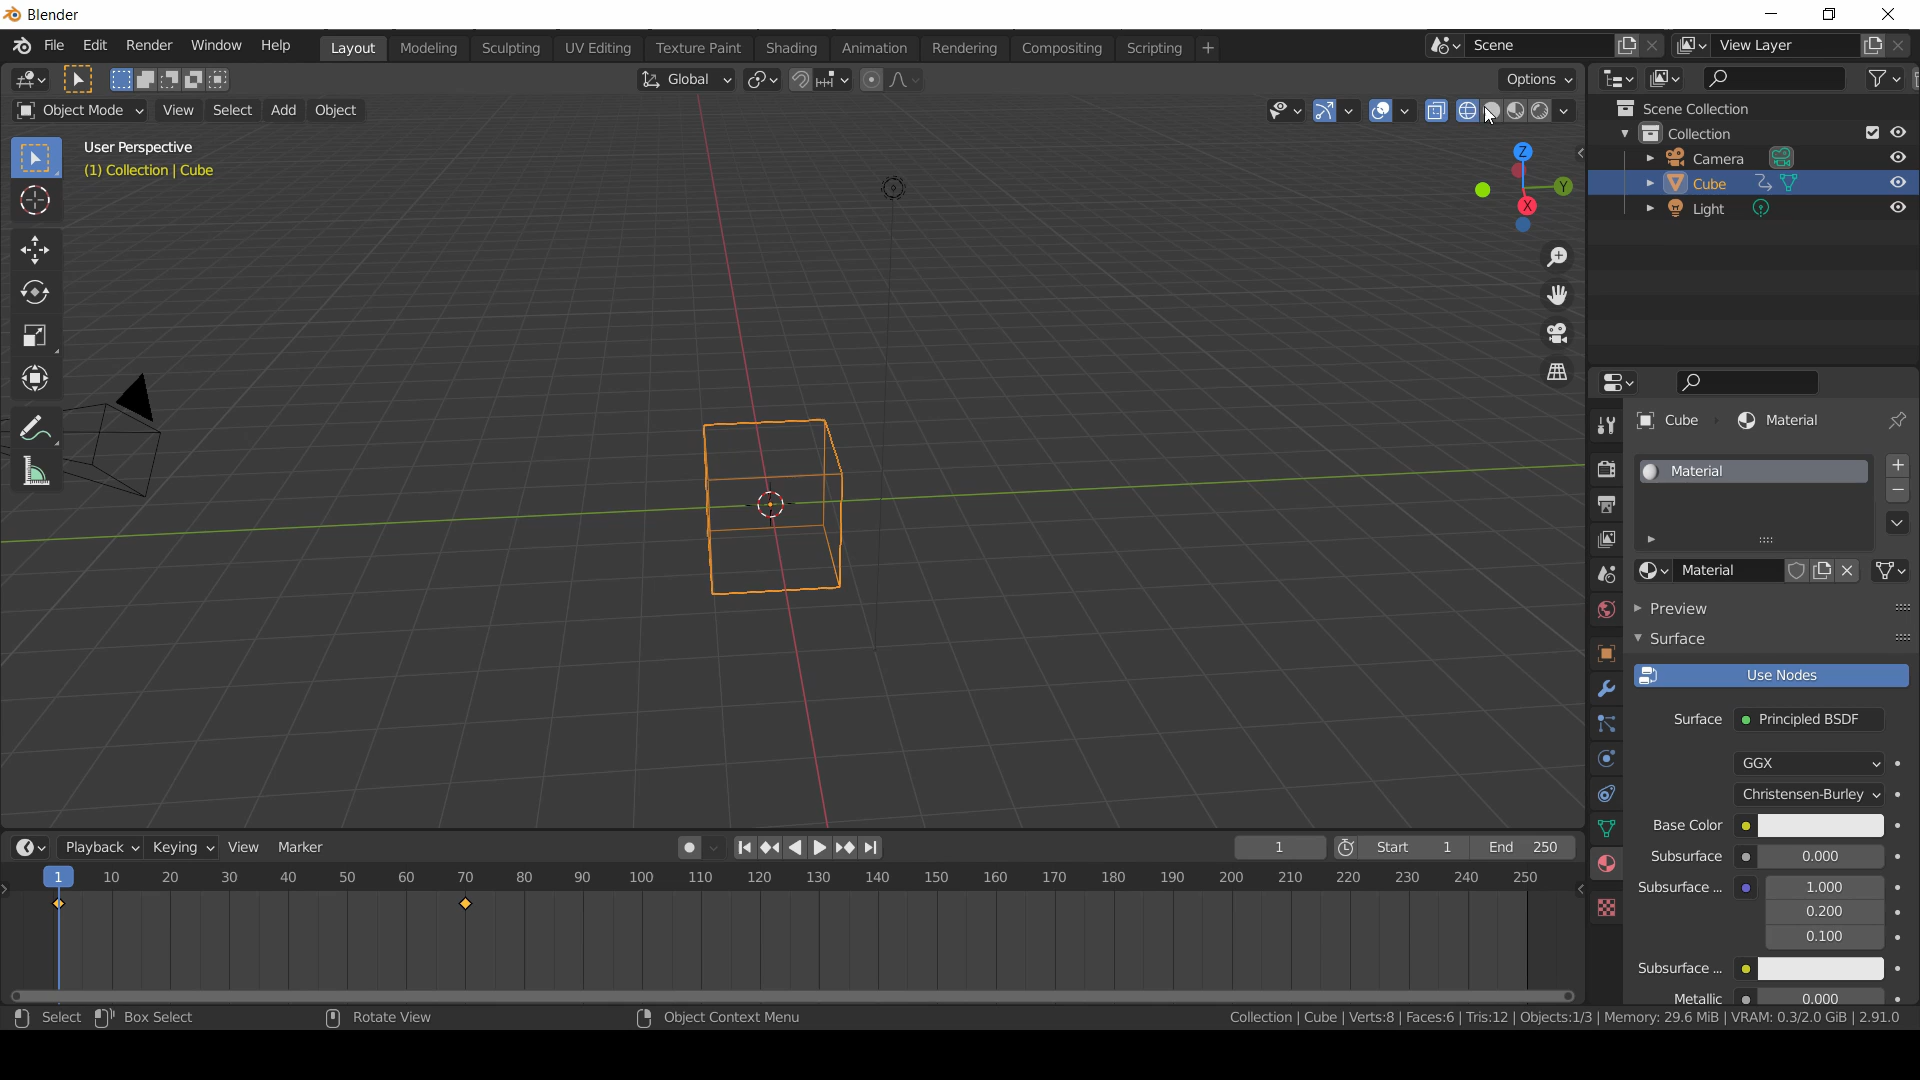 Blender
File Edit Render Window Help Layout Modeling Sculpting UV Editing Texture Paint Shading Animation Rendering Compositing Scripting + Scene View Layer
Global Options
Object Mode View Select Add Object
User Perspective
(1) Collection | Cube
Z
Y
X
Scene Collection
Collection
Camera
Cube
Light
Cube Material
Material
Material
Preview
Surface
Use Nodes
Surface Principled BSDF
GGX
Christensen-Burley
Base Color
Subsurface 0.000
Subsurface ... 1.000
0.200
0.100
Subsurface ...
Metallic 0.000
Playback Keying View Marker 1 Start 1 End 250
1 10 20 30 40 50 60 70 80 90 100 110 120 130 140 150 160 170 180 190 200 210 220 230 240 250
Select Box Select Rotate View Object Context Menu Collection | Cube | Verts:8 | Faces:6 | Tris:12 | Objects:1/3 | Memory: 29.6 MiB | VRAM: 0.3/2.0 GiB | 2.91.0